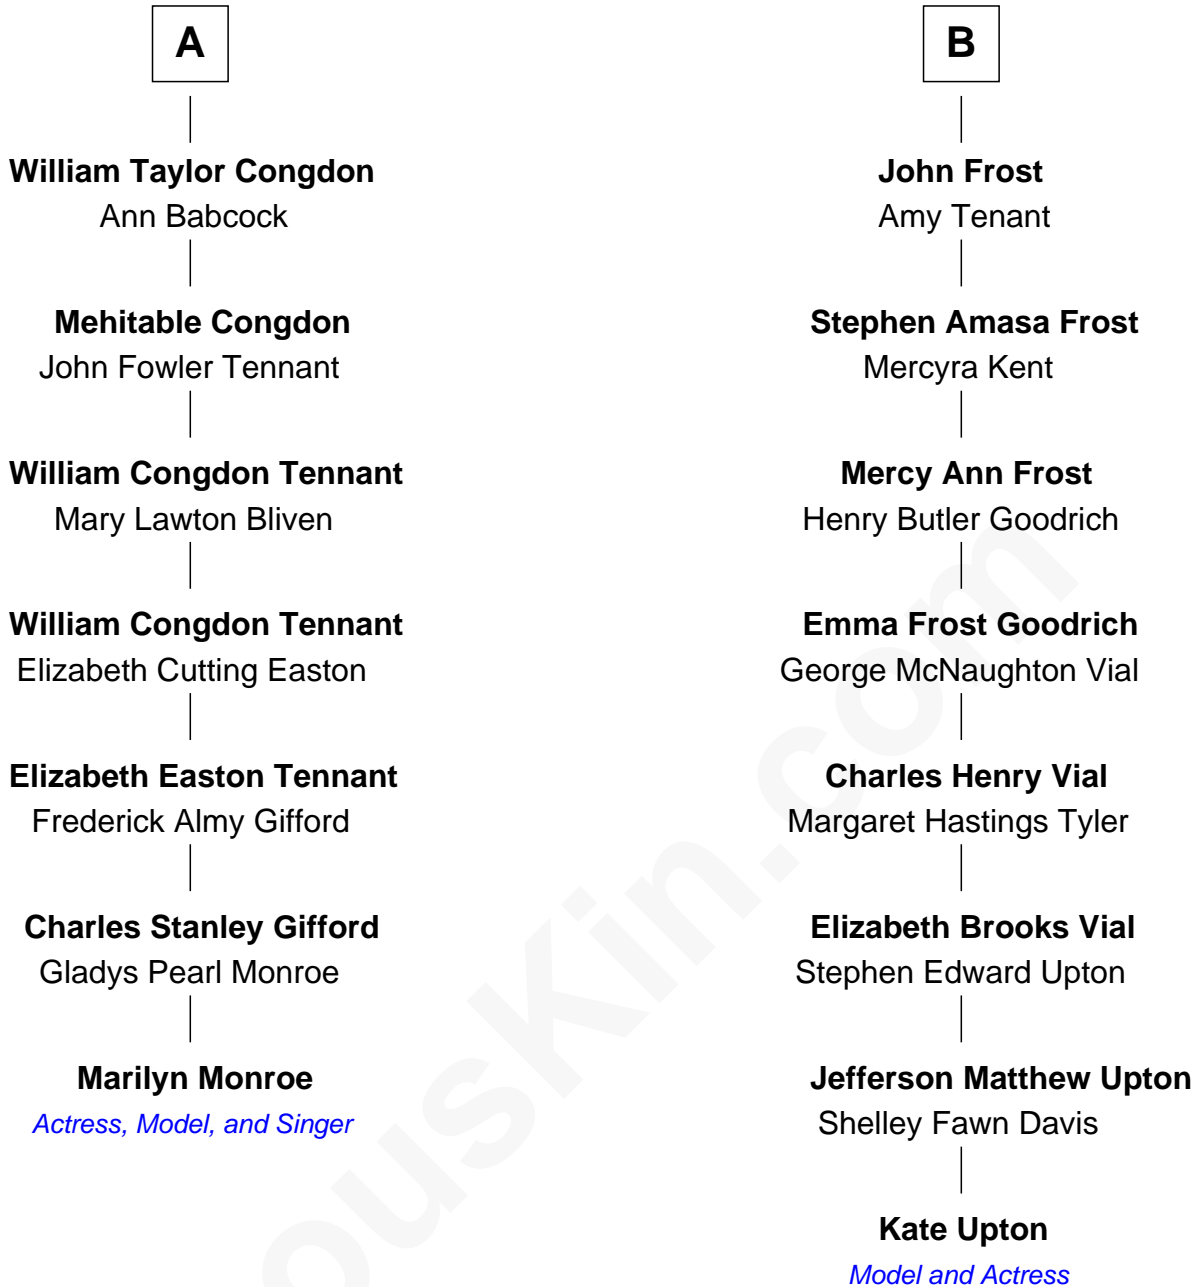 A
William Taylor Congdon
Ann Babcock
Mehitable Congdon
John Fowler Tennant
William Congdon Tennant
Mary Lawton Bliven
William Congdon Tennant
Elizabeth Cutting Easton
Elizabeth Easton Tennant
Frederick Almy Gifford
Charles Stanley Gifford
Gladys Pearl Monroe
Marilyn Monroe
Actress, Model, and Singer
B
John Frost
Amy Tenant
Stephen Amasa Frost
Mercyra Kent
Mercy Ann Frost
Henry Butler Goodrich
Emma Frost Goodrich
George McNaughton Vial
Charles Henry Vial
Margaret Hastings Tyler
Elizabeth Brooks Vial
Stephen Edward Upton
Jefferson Matthew Upton
Shelley Fawn Davis
Kate Upton
Model and Actress
ousKin.com